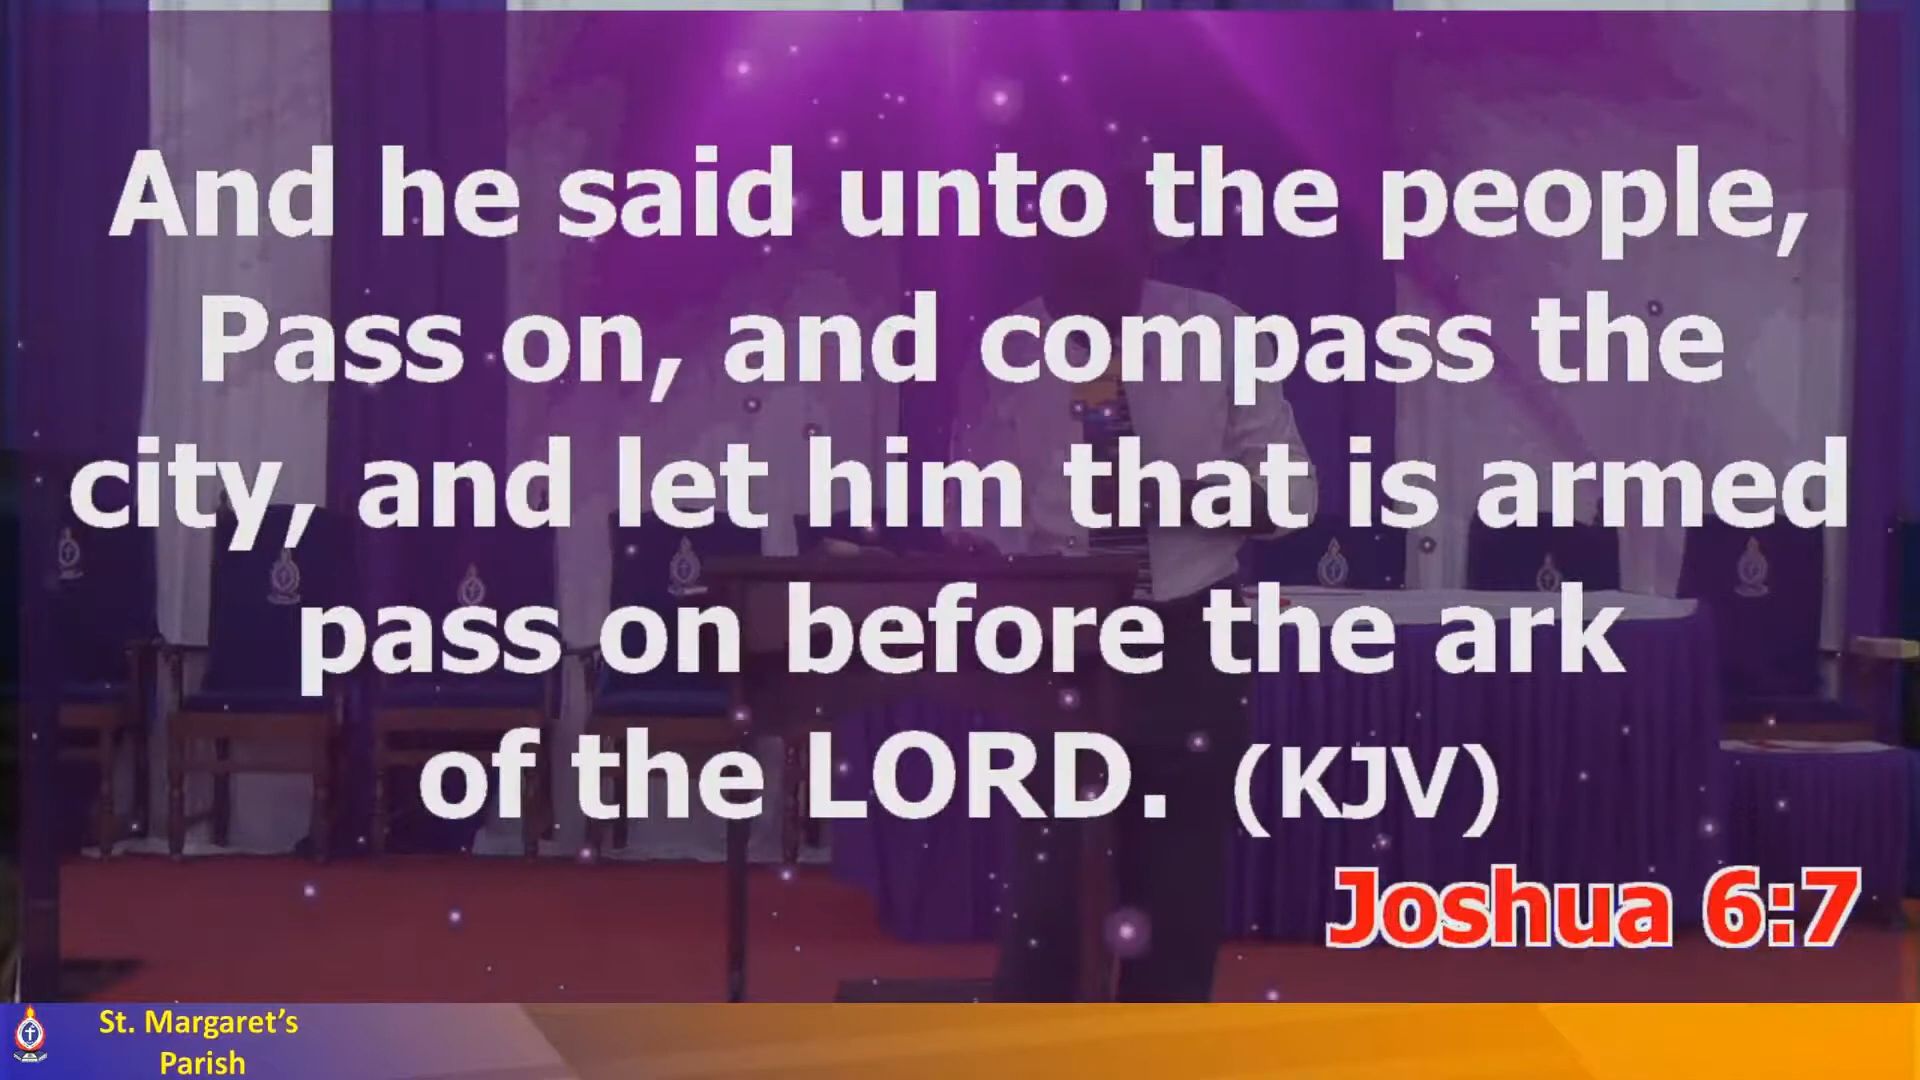 And he said unto the people,
Pass on, and compass the
city, and let him that is armed
pass on before the ark
of the LORD. (KJV)
Joshua 6:7
St. Margaret’s
Parish